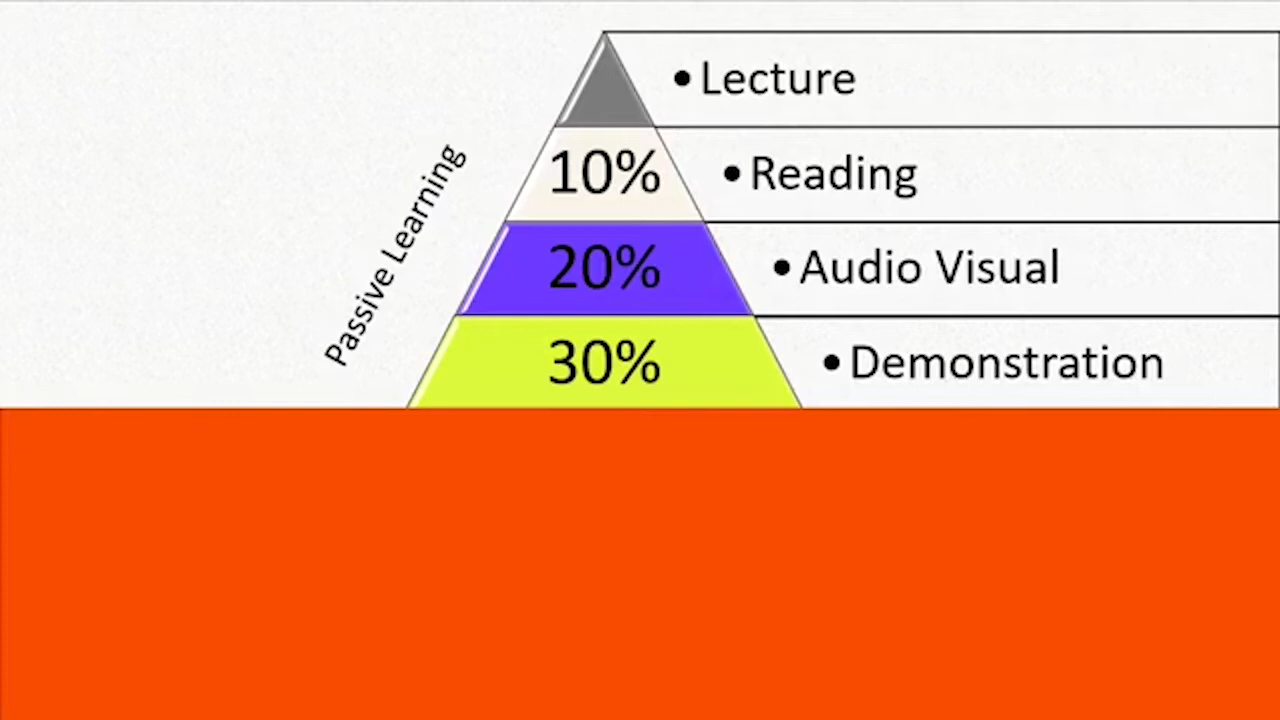 • Lecture
10% • Reading
20% • Audio Visual
30% • Demonstration
Passive Learning